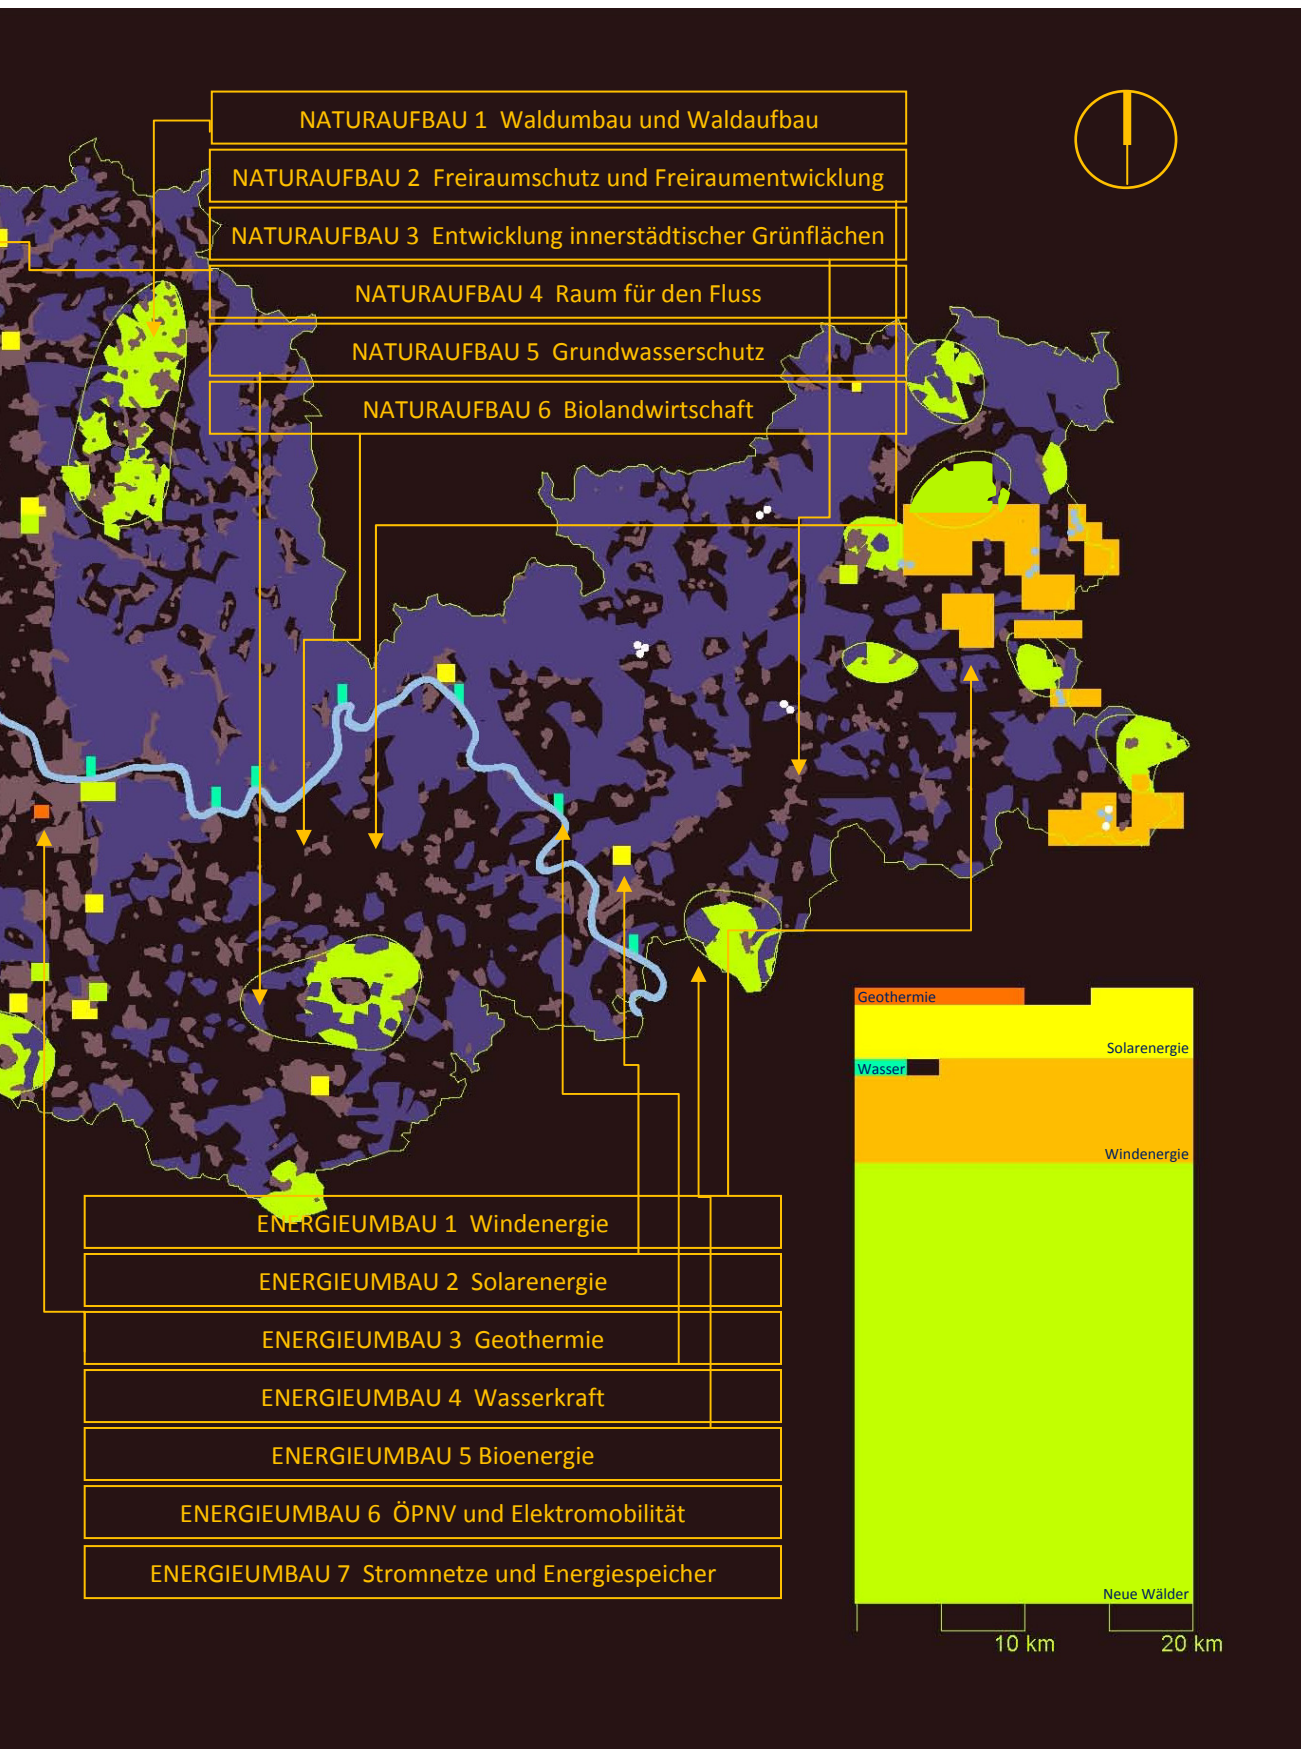 NATURAUFBAU 1 Waldumbau und Waldaufbau
NATURAUFBAU 2 Freiraumschutz und Freiraumentwicklung
NATURAUFBAU 3 Entwicklung innerstädtischer Grünflächen
NATURAUFBAU 4 Raum für den Fluss
NATURAUFBAU 5 Grundwasserschutz
NATURAUFBAU 6 Biolandwirtschaft
Geothermie
Solarenergie
Wasser
Windenergie
ENERGIEUMBAU 1 Windenergie
ENERGIEUMBAU 2 Solarenergie
ENERGIEUMBAU 3 Geothermie
ENERGIEUMBAU 4 Wasserkraft
ENERGIEUMBAU 5 Bioenergie
ENERGIEUMBAU 6 ÖPNV und Elektromobilität
ENERGIEUMBAU 7 Stromnetze und Energiespeicher
Neue Wälder
10 km
20 km